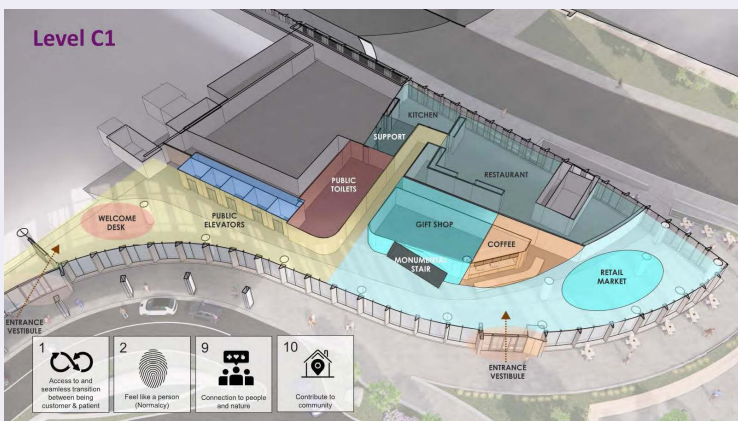 Level C1
KITCHEN
SUPPORT
RESTAURANT
PUBLIC
TOILETS
WELCOME
DESK
PUBLIC
ELEVATORS
GIFT SHOP
COFFEE
MONUMENTAL
STAIR
RETAIL
MARKET
ENTRANCE
VESTIBULE
ENTRANCE
VESTIBULE
1
Access to and
seamless transition
between being
customer & patient
2
Feel like a person
(Normalcy)
9
Connection to people
and nature
10
Contribute to
community